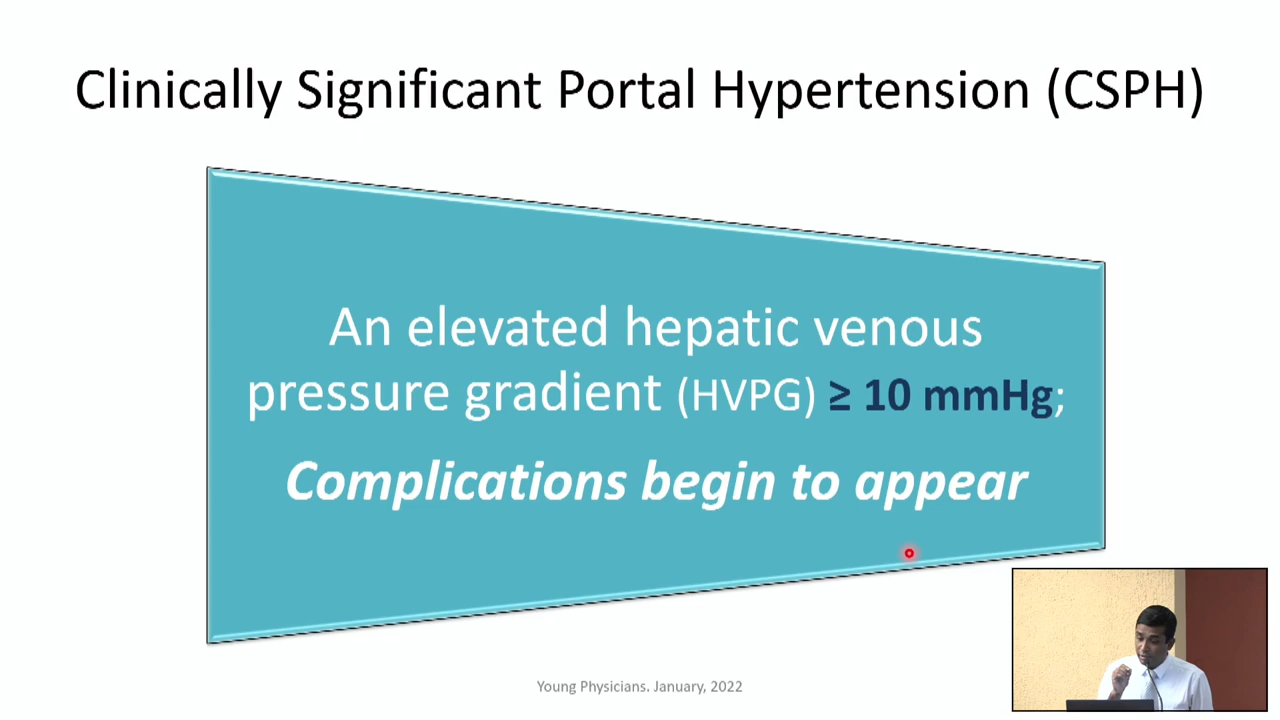 Clinically Significant Portal Hypertension (CSPH)
An elevated hepatic venous
pressure gradient (HVPG) ≥ 10 mmHg;
Complications begin to appear
Young Physicians. January, 2022